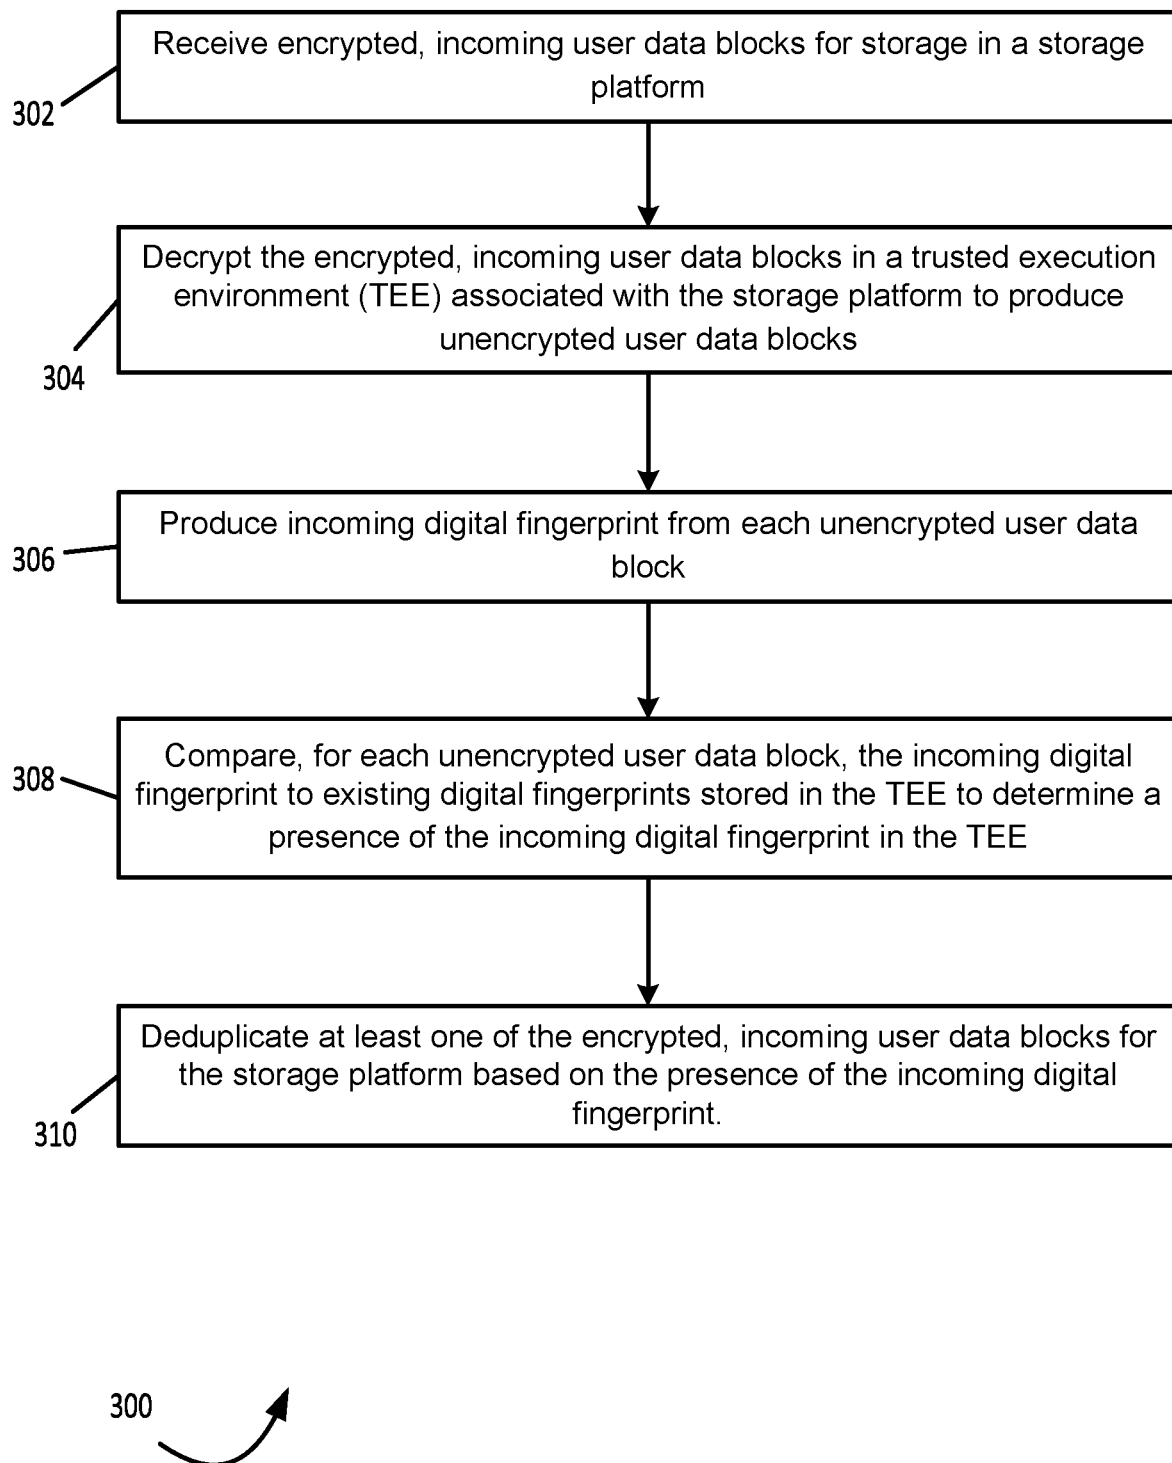 Receive encrypted, incoming user data blocks for storage in a storage
platform
302
Decrypt the encrypted, incoming user data blocks in a trusted execution
environment (TEE) associated with the storage platform to produce
unencrypted user data blocks
304
Produce incoming digital fingerprint from each unencrypted user data
block
306
Compare, for each unencrypted user data block, the incoming digital
fingerprint to existing digital fingerprints stored in the TEE to determine a
presence of the incoming digital fingerprint in the TEE
308
Deduplicate at least one of the encrypted, incoming user data blocks for
the storage platform based on the presence of the incoming digital
fingerprint.
310
300